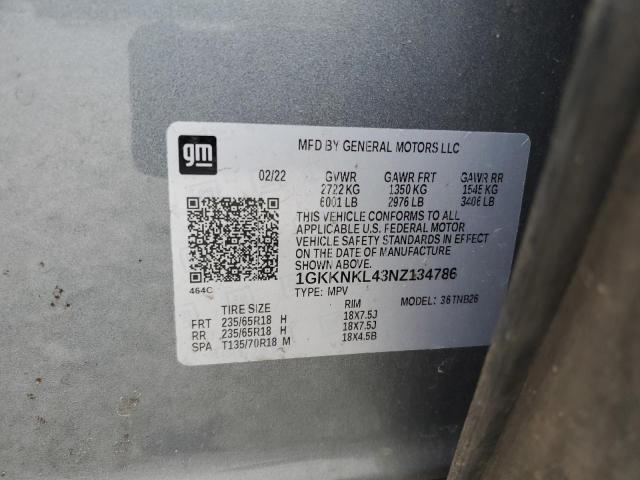 gm
MFD BY GENERAL MOTORS LLC
02/22 GVWR GAWR FRT GAWR RR
2722 KG 1350 KG 1545 KG
6001 LB 2976 LB 3406 LB
THIS VEHICLE CONFORMS TO ALL
APPLICABLE U.S. FEDERAL MOTOR
VEHICLE SAFETY STANDARDS IN EFFECT
ON THE DATE OF MANUFACTURE SHOWN ABOVE.
464C
1GKKNKL43NZ134786
TYPE: MPV MODEL: 36TNB26
TIRE SIZE RIM
FRT 235/65R18 H 18X7.5J
RR 235/65R18 H 18X7.5J
SPA T135/70R18 M 18X4.5B